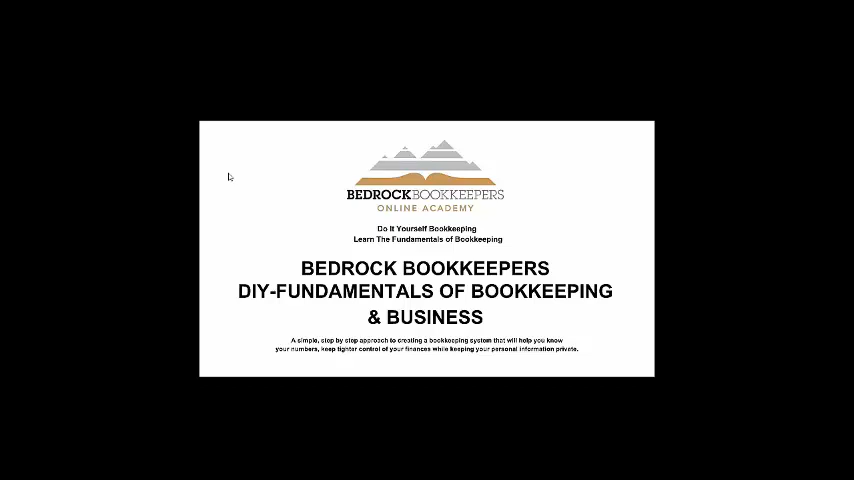 BEDROCKBOOKKEEPERS
ONLINE ACADEMY
Do It Yourself Bookkeeping
Learn The Fundamentals of Bookkeeping
BEDROCK BOOKKEEPERS
DIY-FUNDAMENTALS OF BOOKKEEPING
& BUSINESS
A simple, step by step approach to creating a bookkeeping system that will help you know
your numbers, keep tighter control of your finances while keeping your personal information private.